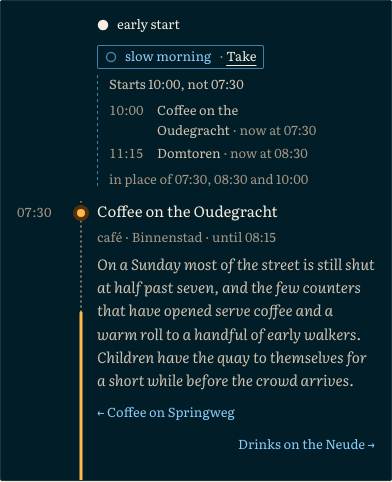 early start
slow morning · Take
Starts 10:00, not 07:30
10:00 Coffee on the
Oudegracht · now at 07:30
11:15 Domtoren · now at 08:30
in place of 07:30, 08:30 and 10:00
07:30 Coffee on the Oudegracht
café · Binnenstad · until 08:15
On a Sunday most of the street is still shut
at half past seven, and the few counters
that have opened serve coffee and a
warm roll to a handful of early walkers.
Children have the quay to themselves for
a short while before the crowd arrives.
← Coffee on Springweg
Drinks on the Neude →